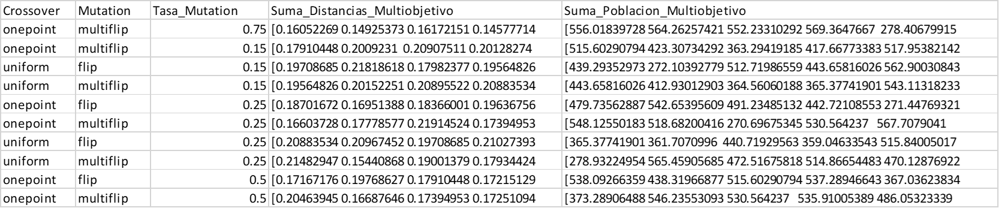 Crossover Mutation Tasa_Mutation Suma_Distancias_Multiobjetivo Suma_Poblacion_Multiobjetivo
onepoint multiflip 0.75 [0.16052269 0.14925373 0.16172151 0.14577714 [556.01839728 564.26257421 552.23310292 569.3647667 278.40679915
onepoint multiflip 0.15 [0.17910448 0.2009231 0.20907511 0.20128274 [515.60290794 423.30734292 363.29419185 417.66773383 517.95382142
uniform flip 0.15 [0.19708685 0.21818618 0.17982377 0.19564826 [439.29352973 272.10392779 512.71986559 443.65816026 562.90030843
uniform multiflip 0.15 [0.19564826 0.20152251 0.20895522 0.20883534 [443.65816026 412.93012903 364.56060188 365.37741901 543.11318233
onepoint flip 0.25 [0.18701672 0.16951388 0.18366001 0.19636756 [479.73562887 542.65395609 491.23485132 442.72108553 271.44769321
onepoint multiflip 0.25 [0.16603728 0.17778577 0.21914524 0.17394953 [548.12550183 518.68200416 270.69675345 530.564237 567.7079041
uniform flip 0.25 [0.20883534 0.20967452 0.19708685 0.21027393 [365.37741901 361.7070996 440.71929563 359.04633543 515.84005017
uniform multiflip 0.25 [0.21482947 0.15440868 0.19001379 0.17934424 [278.93224954 565.45905685 472.51675818 514.86654483 470.12876922
onepoint flip 0.5 [0.17167176 0.19768627 0.17910448 0.17215129 [538.09266359 438.31966877 515.60290794 537.28946643 367.03623834
onepoint multiflip 0.5 [0.20463945 0.16687646 0.17394953 0.17251094 [373.28906488 546.23553093 530.564237 535.91005389 486.05323339